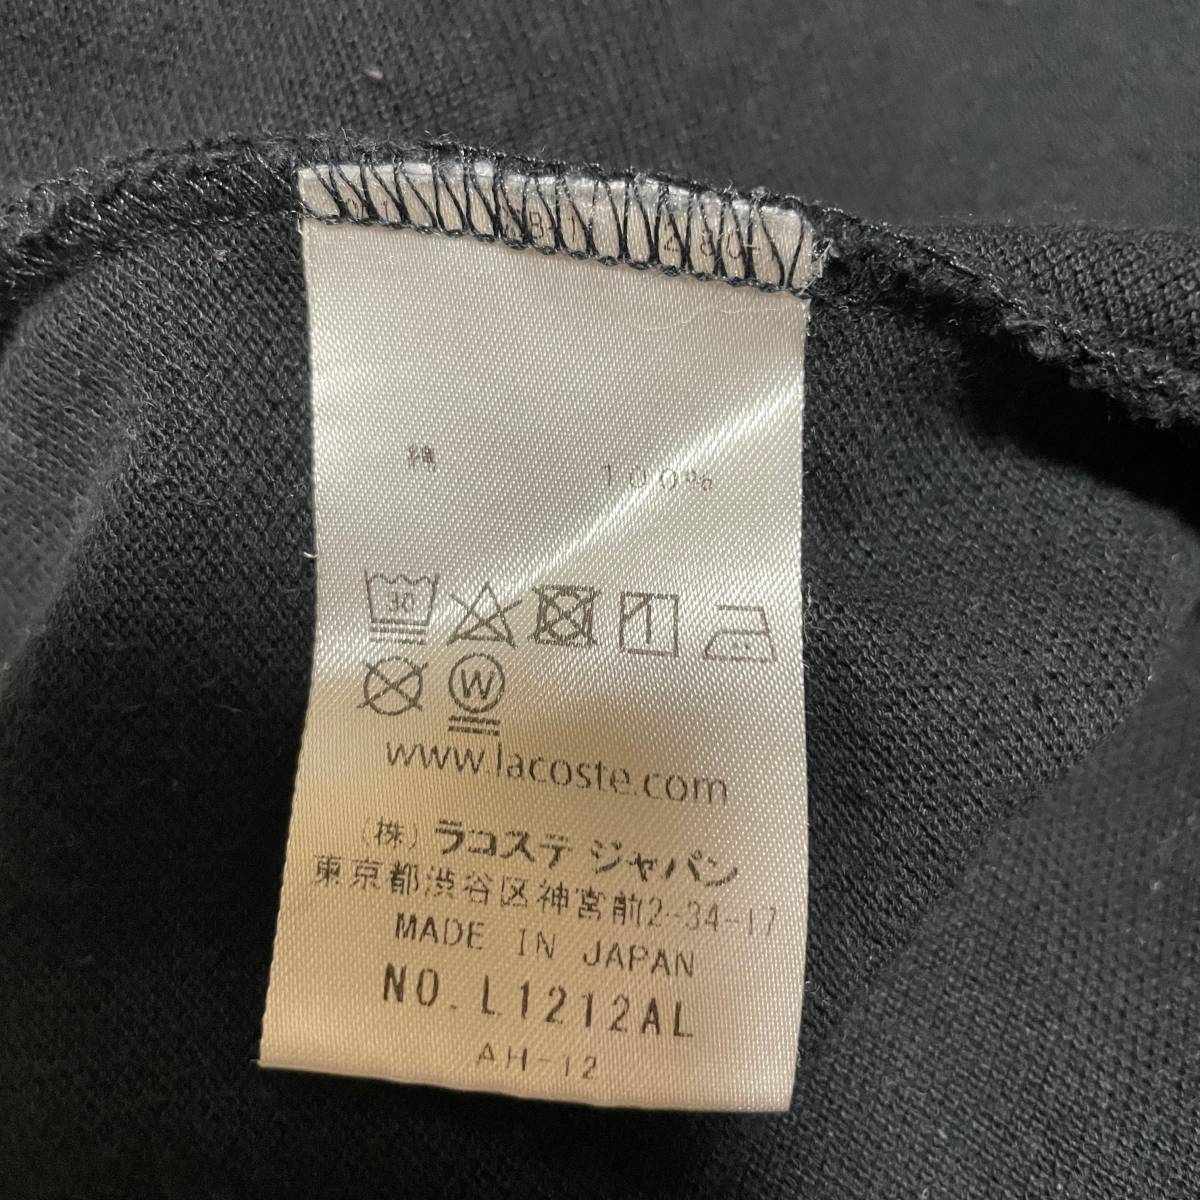 綿 100%
30
W
www.lacoste.com
(株) ラコステ ジャパン
東京都渋谷区神宮前2-34-17
MADE IN JAPAN
NO. L1212AL
AH-12